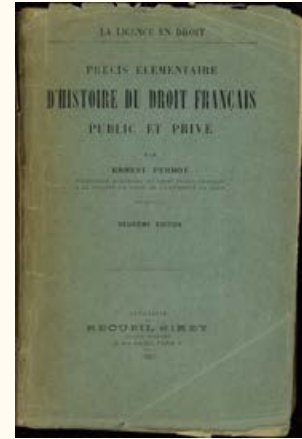 LA LICENCE EN DROIT
PRÉCIS ÉLÉMENTAIRE
D'HISTOIRE DU DROIT FRANÇAIS
PUBLIC ET PRIVÉ
PAR
ERNEST PERROT
DEUXIÈME ÉDITION
LIBRAIRIE
RECUEIL SIREY